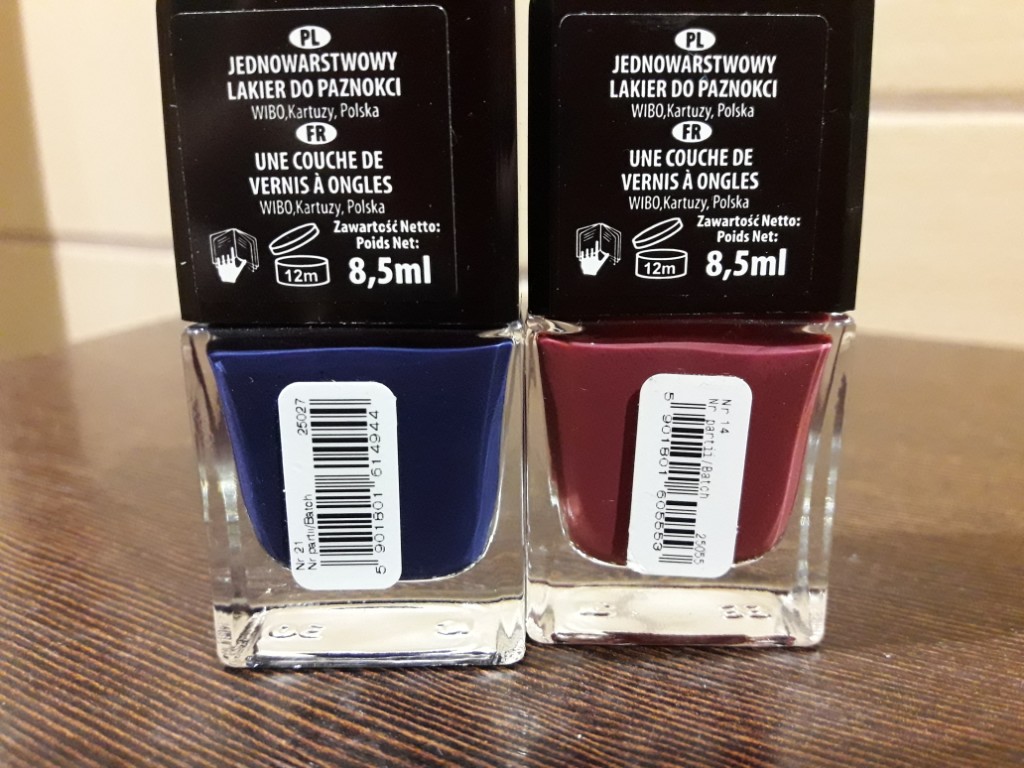 PL
JEDNOWARSTWOWY
LAKIER DO PAZNOKCI
WIBO,Kartuzy, Polska
FR
UNE COUCHE DE
VERNIS À ONGLES
WIBO,Kartuzy, Polska
Zawartość Netto:
Poids Net:
12m
8,5ml
Nr 21
Nr partii/Batch 25027
5 901801 614944
PL
JEDNOWARSTWOWY
LAKIER DO PAZNOKCI
WIBO,Kartuzy, Polska
FR
UNE COUCHE DE
VERNIS À ONGLES
WIBO,Kartuzy, Polska
Zawartość Netto:
Poids Net:
12m
8,5ml
Nr 14
Nr partii/Batch 25055
5 901801 605553